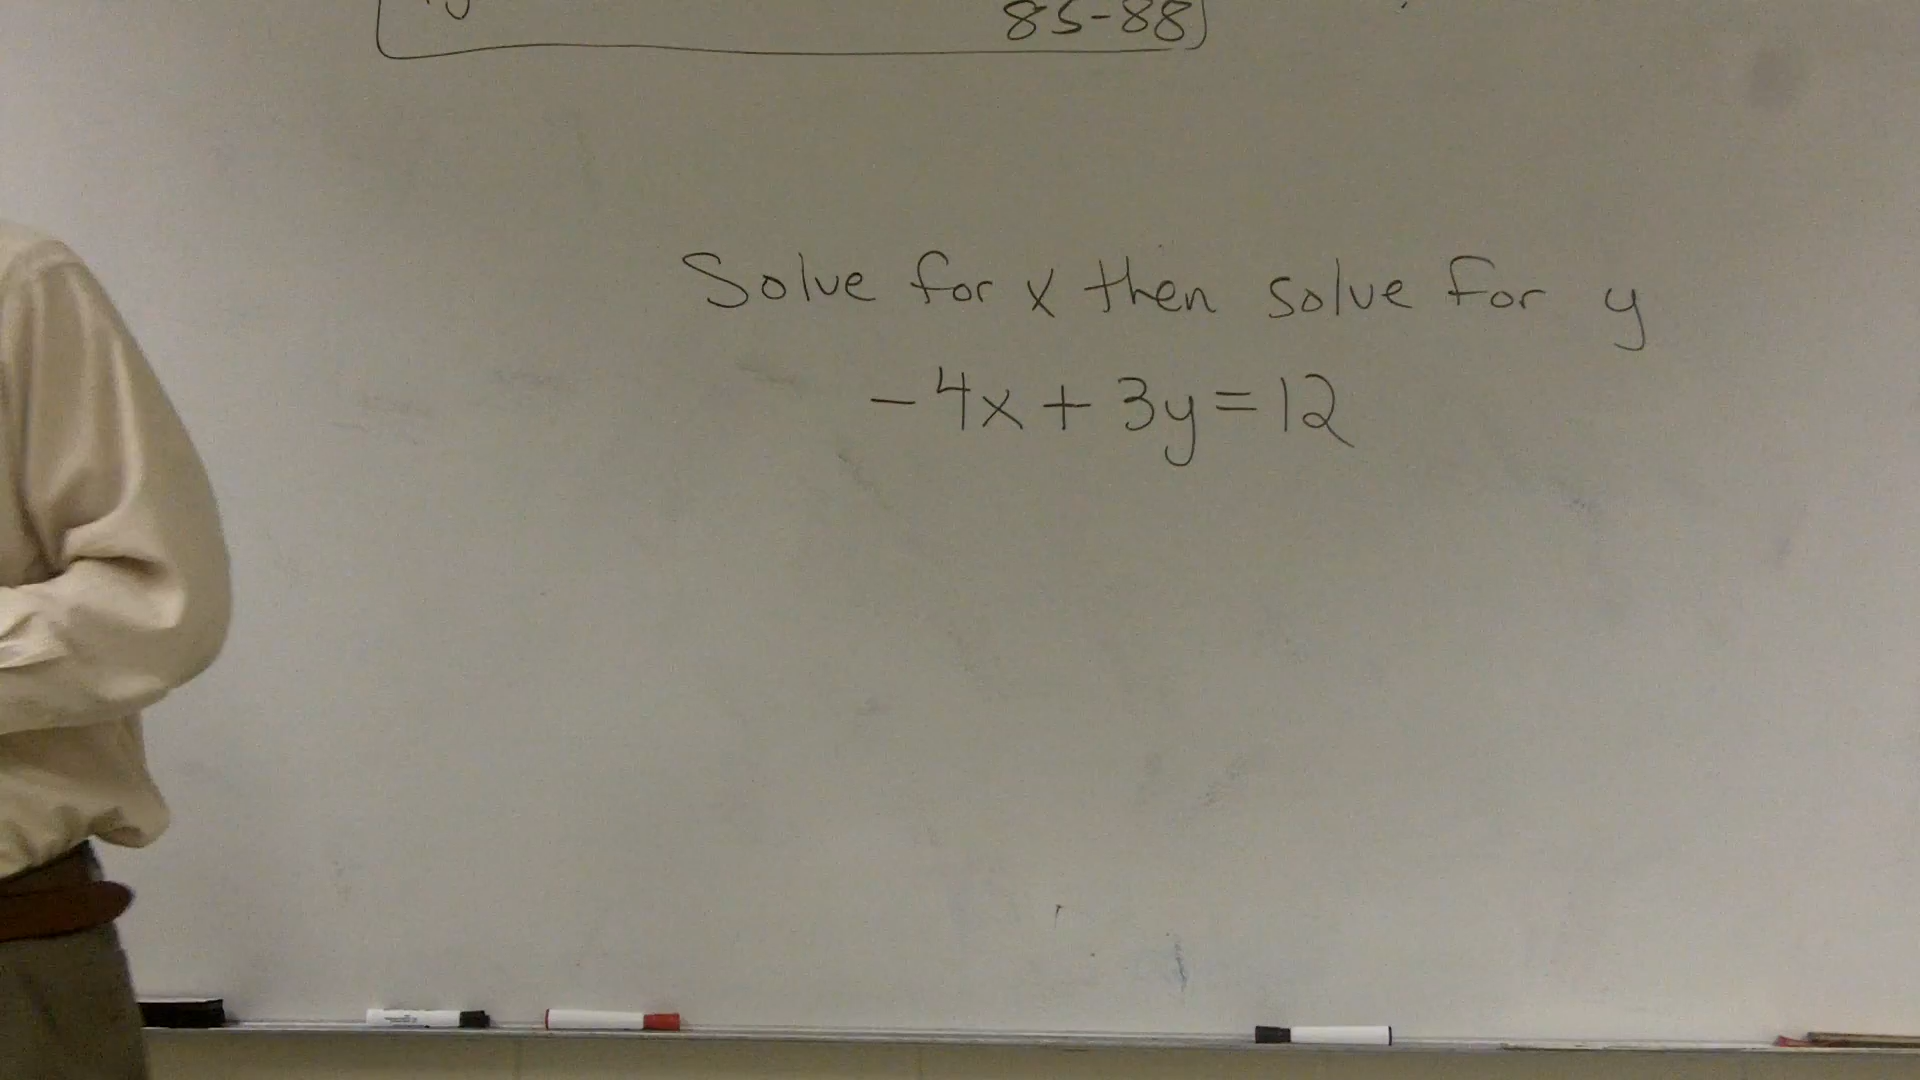 85-88
Solve for x then solve for y
-4x + 3y = 12